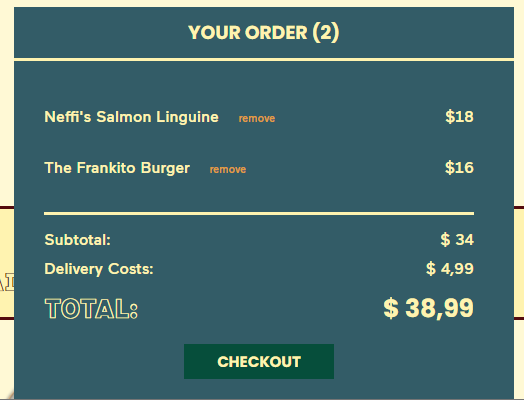 YOUR ORDER (2)
Neffi's Salmon Linguine remove $18
The Frankito Burger remove $16
Subtotal: $ 34
Delivery Costs: $ 4,99
TOTAL: $ 38,99
CHECKOUT